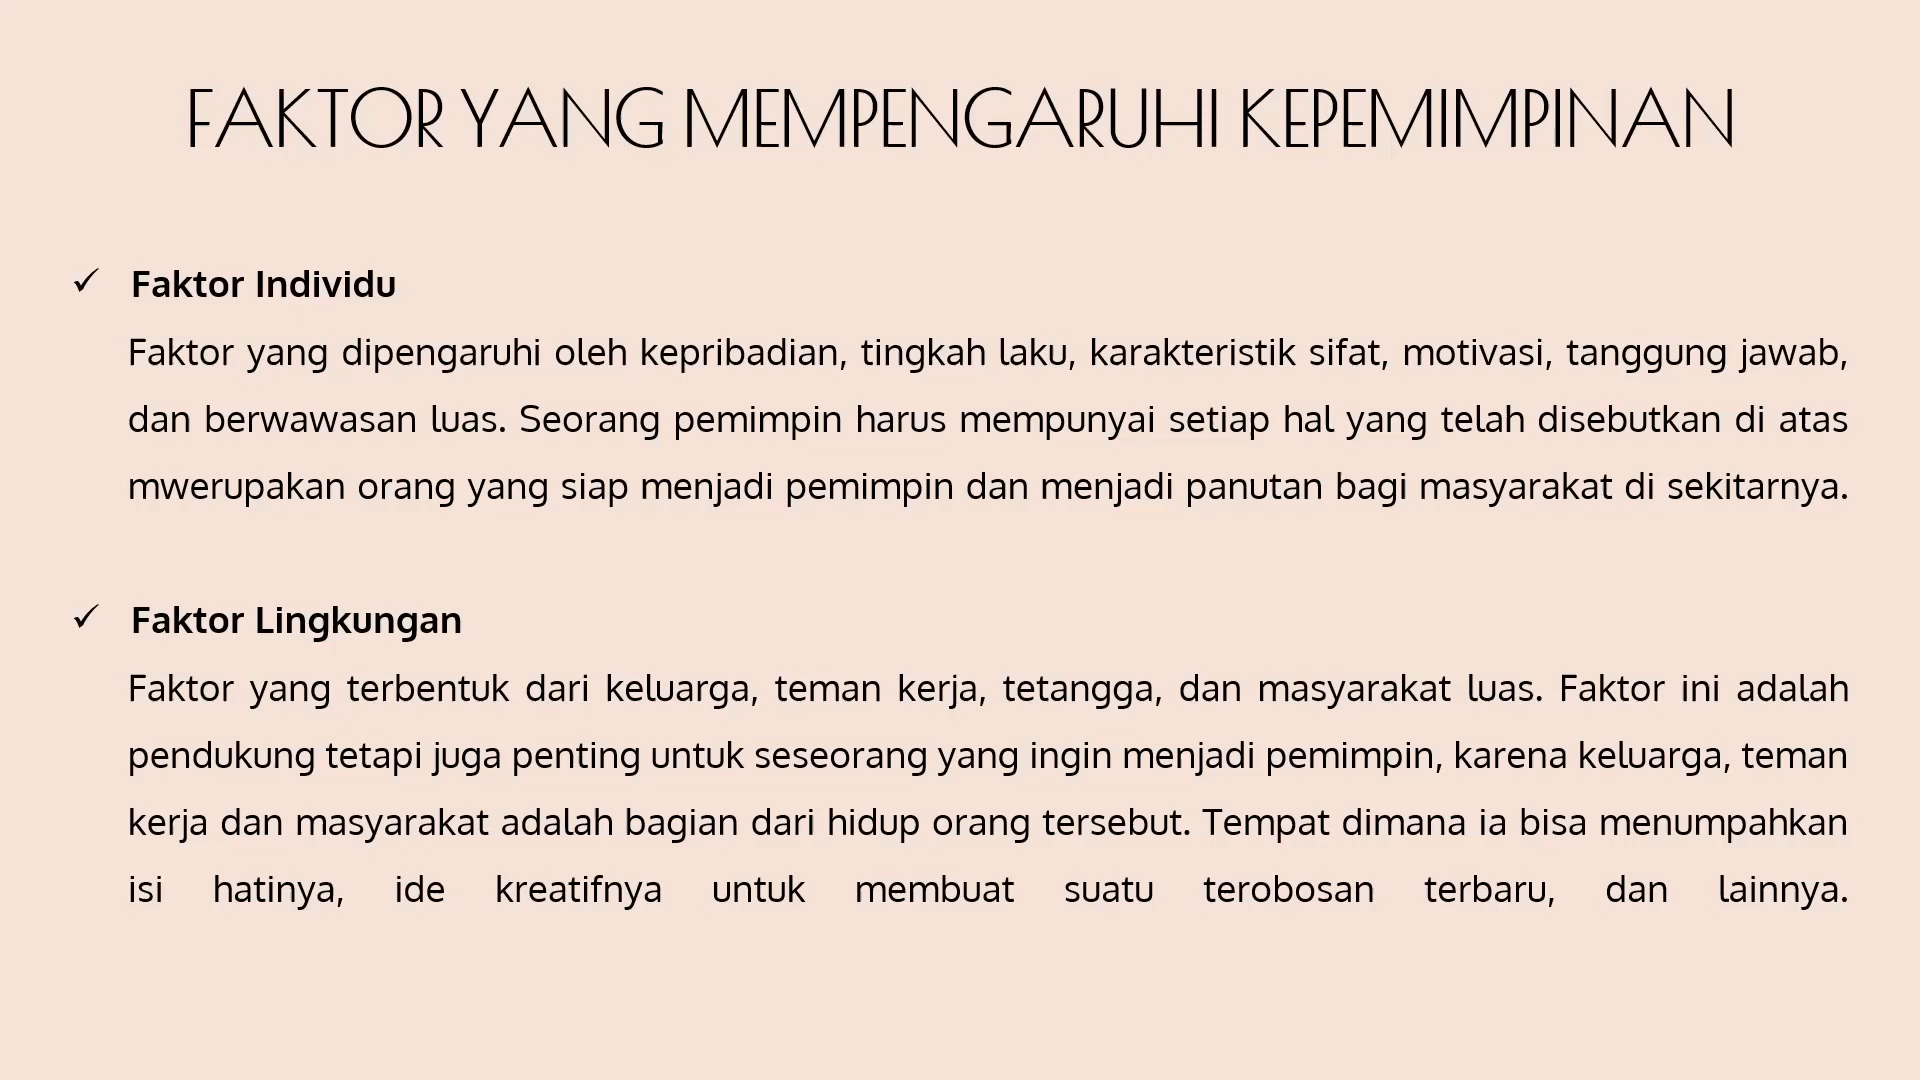 FAKTOR YANG MEMPENGARUHI KEPEMIMPINAN
✓ Faktor Individu
Faktor yang dipengaruhi oleh kepribadian, tingkah laku, karakteristik sifat, motivasi, tanggung jawab,
dan berwawasan luas. Seorang pemimpin harus mempunyai setiap hal yang telah disebutkan di atas
mwerupakan orang yang siap menjadi pemimpin dan menjadi panutan bagi masyarakat di sekitarnya.
✓ Faktor Lingkungan
Faktor yang terbentuk dari keluarga, teman kerja, tetangga, dan masyarakat luas. Faktor ini adalah
pendukung tetapi juga penting untuk seseorang yang ingin menjadi pemimpin, karena keluarga, teman
kerja dan masyarakat adalah bagian dari hidup orang tersebut. Tempat dimana ia bisa menumpahkan
isi hatinya, ide kreatifnya untuk membuat suatu terobosan terbaru, dan lainnya.